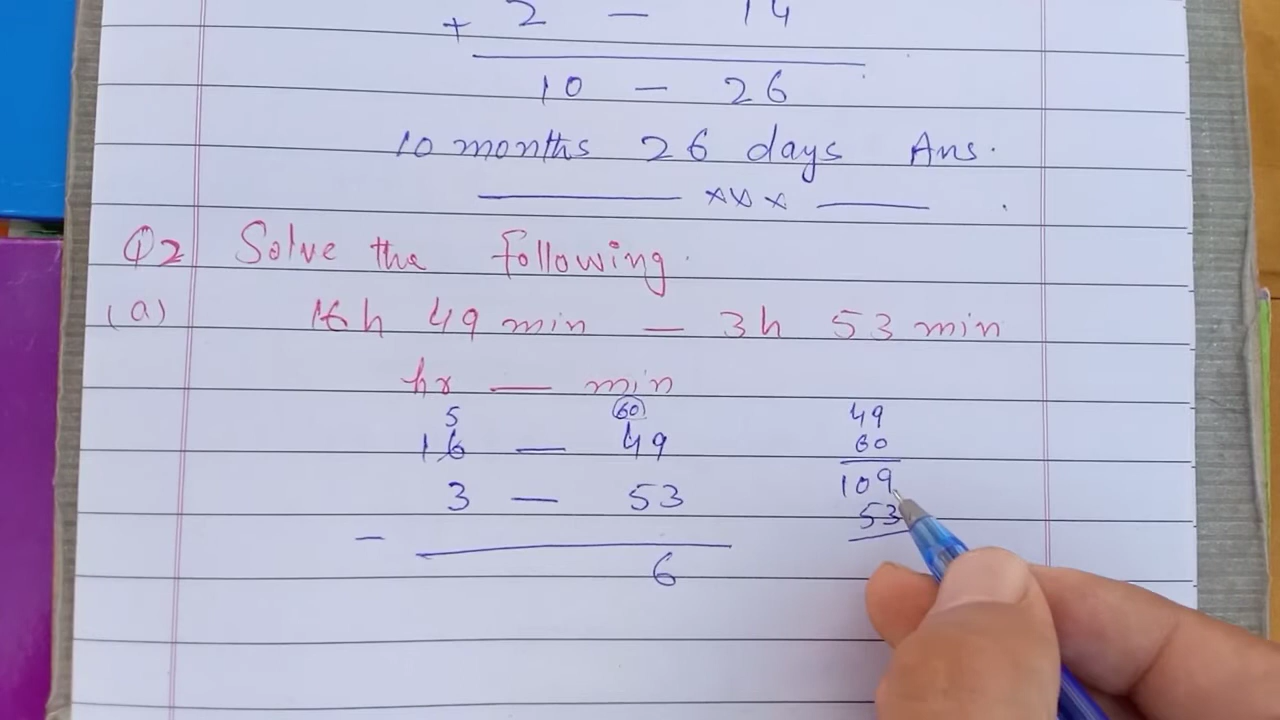 + 2 — 14
10 — 26
10 months 26 days Ans.
——— xxx ———
Q2 Solve the following.
(a) 16 h 49 min — 3h 53 min
hr — min
5 60 49
16 — 49 60
3 — 53 109
53
—
6